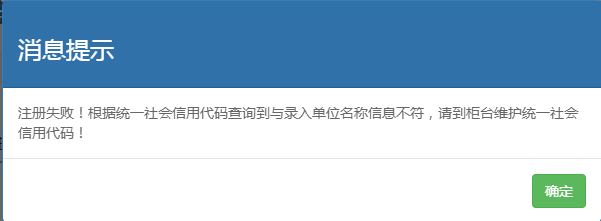 消息提示
注册失败！根据统一社会信用代码查询到与录入单位名称信息不符，请到柜台维护统一社会
信用代码！
确定